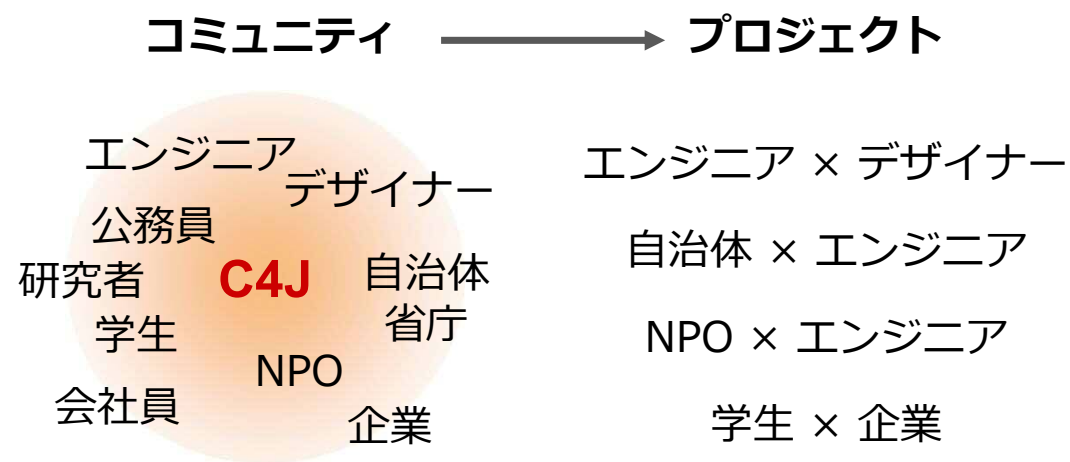 コミュニティ
プロジェクト
エンジニア
デザイナー
公務員
研究者
C4J
自治体
省庁
学生
NPO
会社員
企業
エンジニア × デザイナー
自治体 × エンジニア
NPO × エンジニア
学生 × 企業